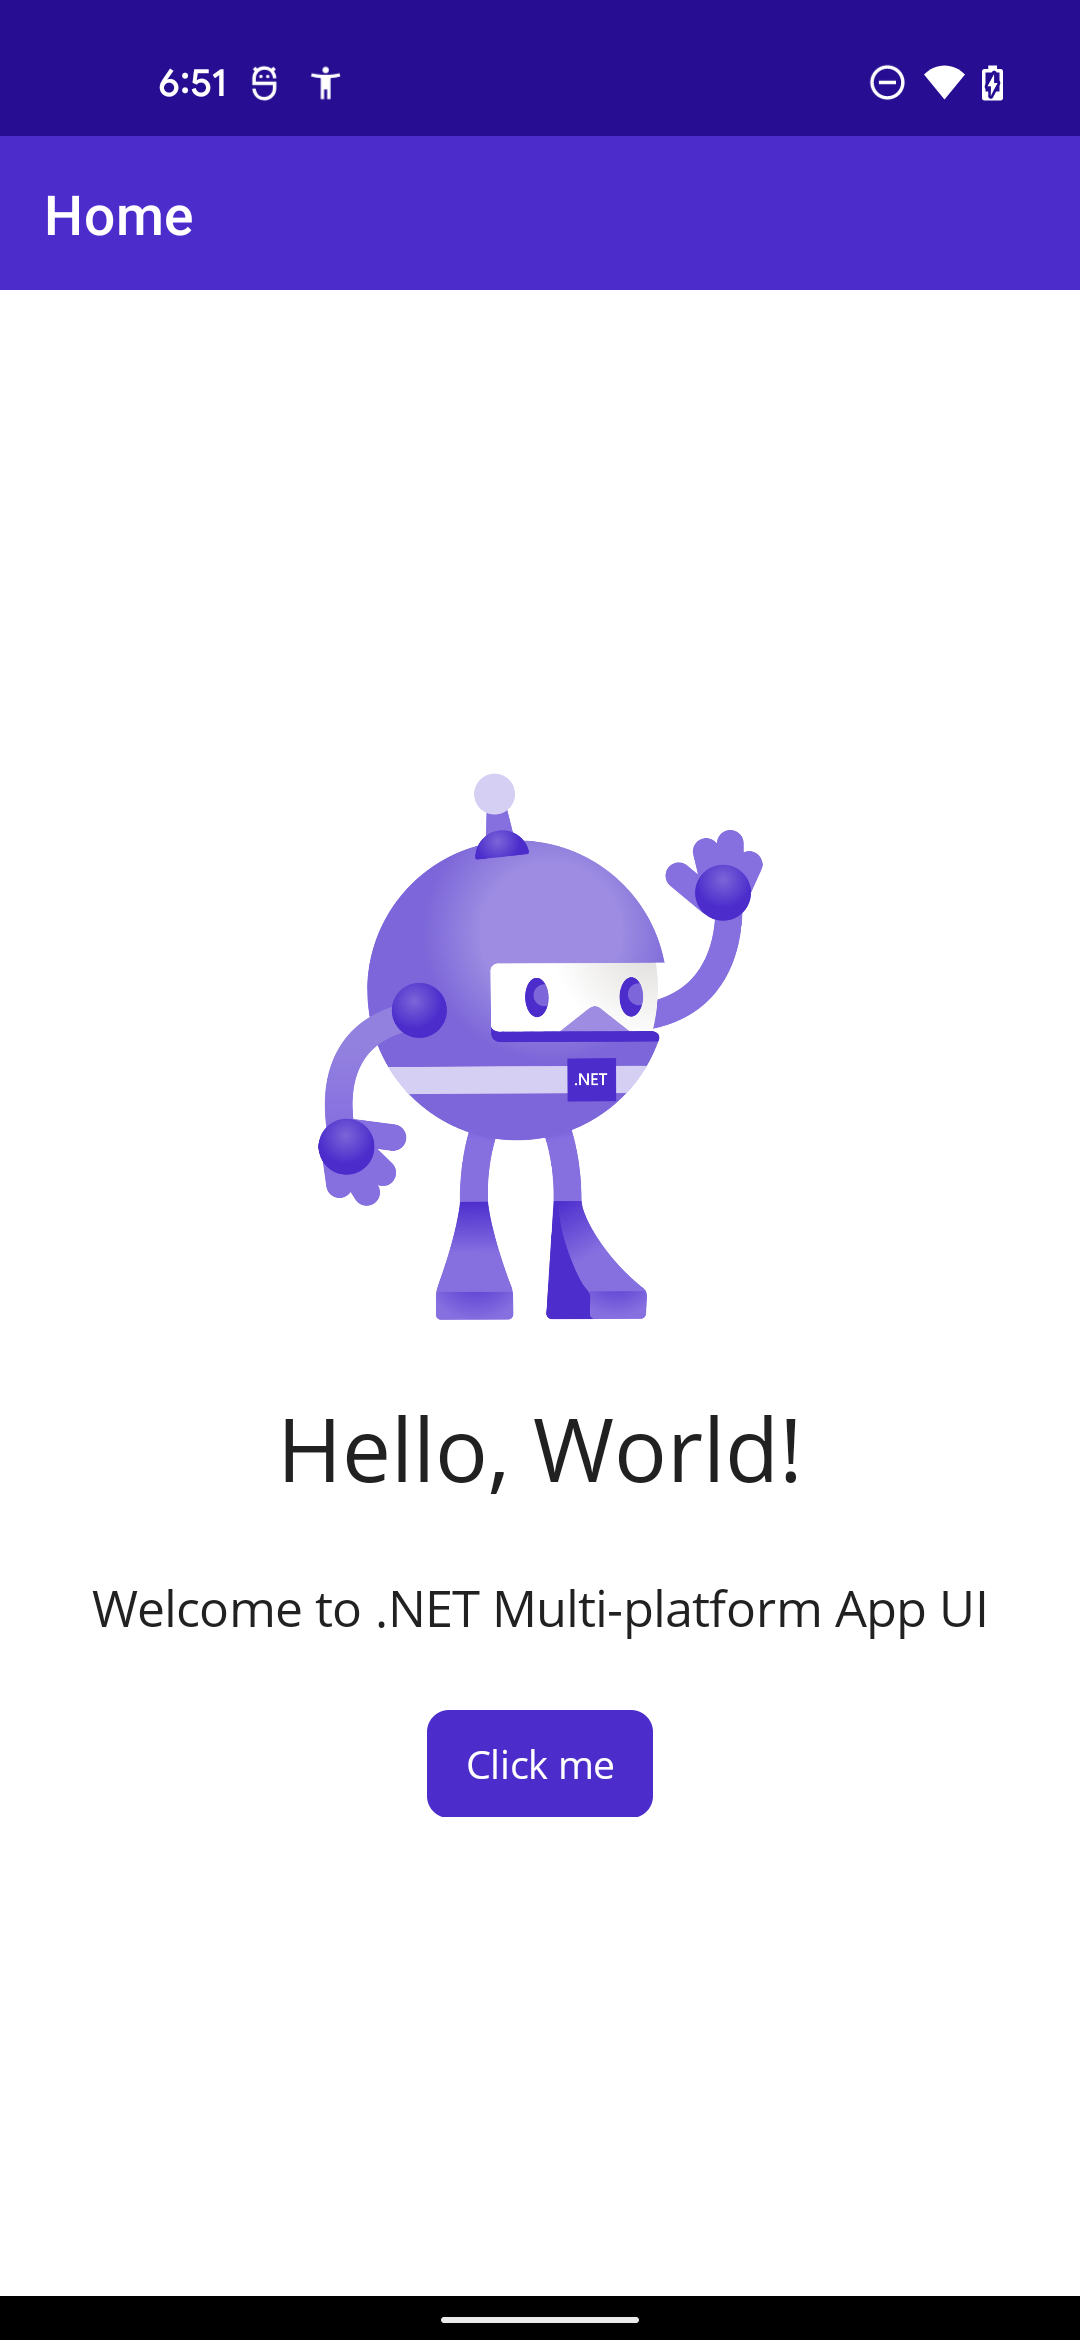 6:51
Home
.NET
Hello, World!
Welcome to .NET Multi-platform App UI
Click me